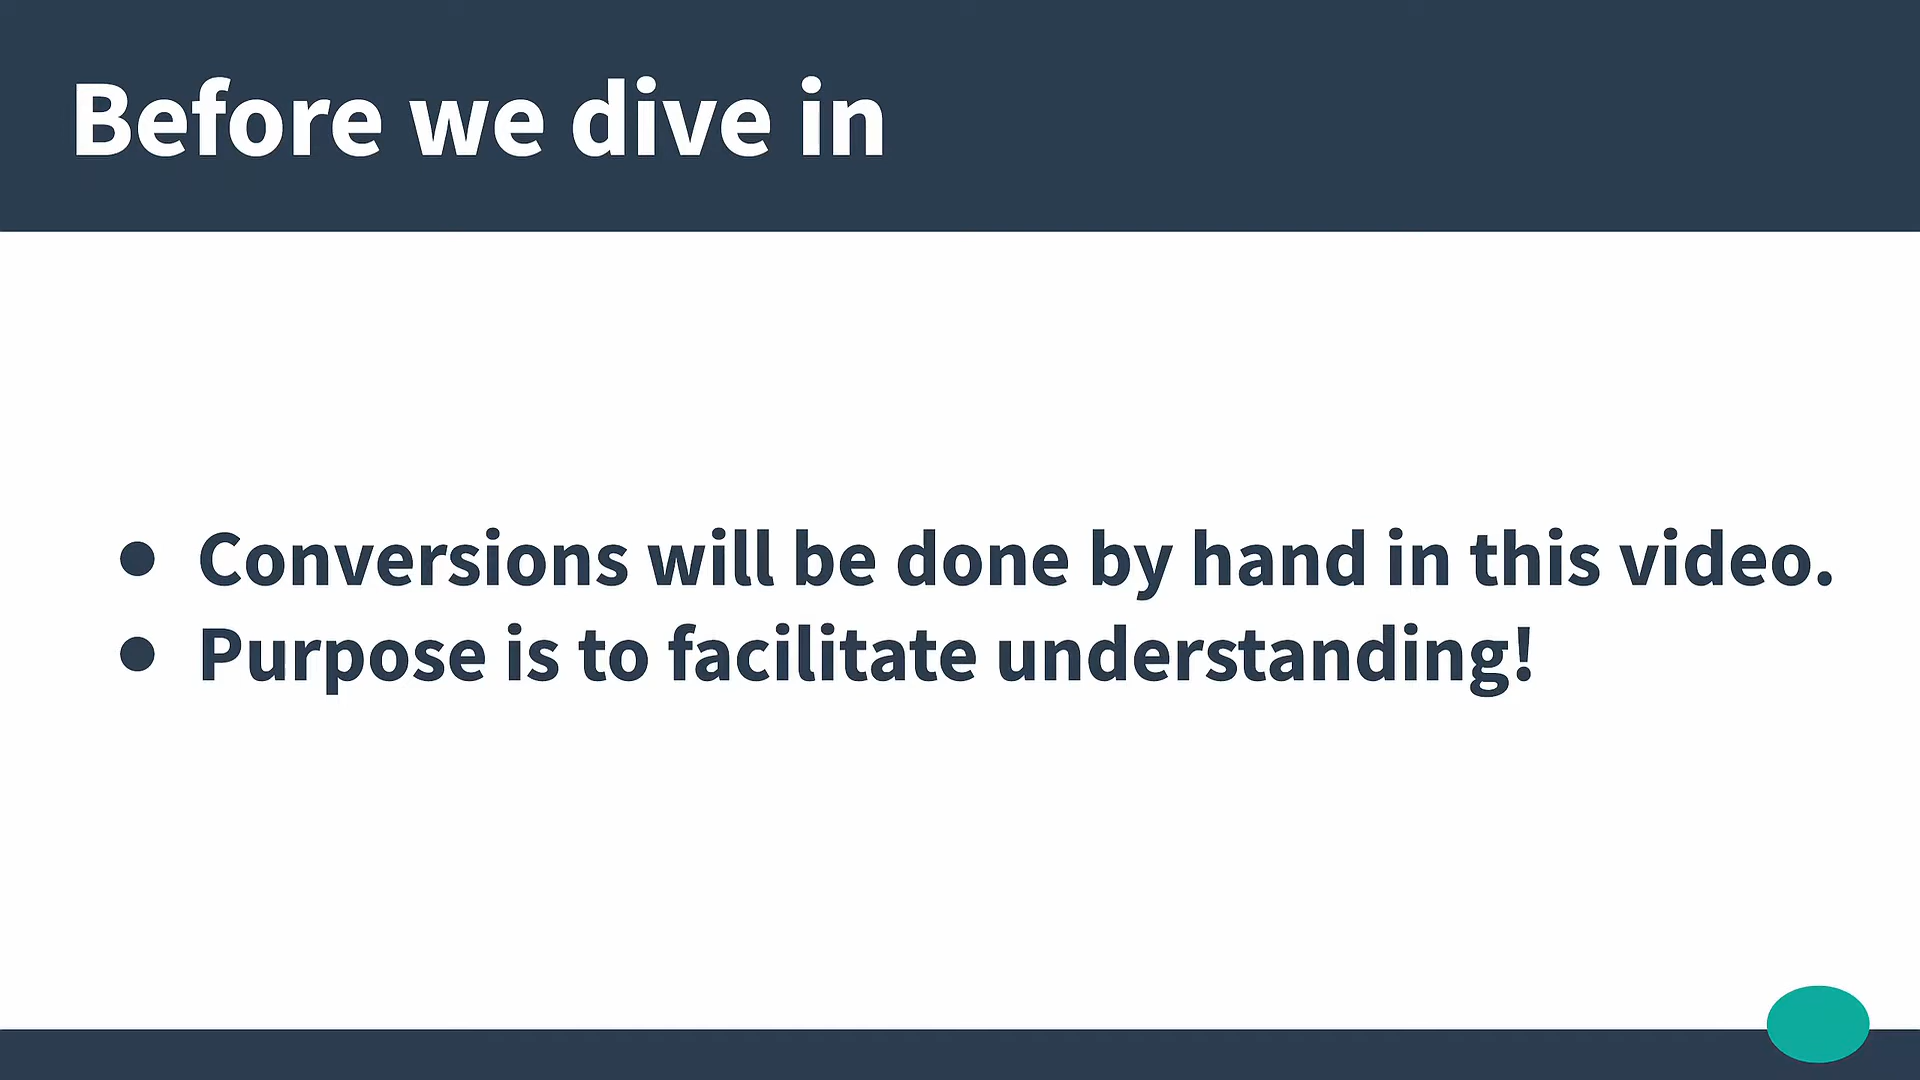 Before we dive in
● Conversions will be done by hand in this video.
● Purpose is to facilitate understanding!